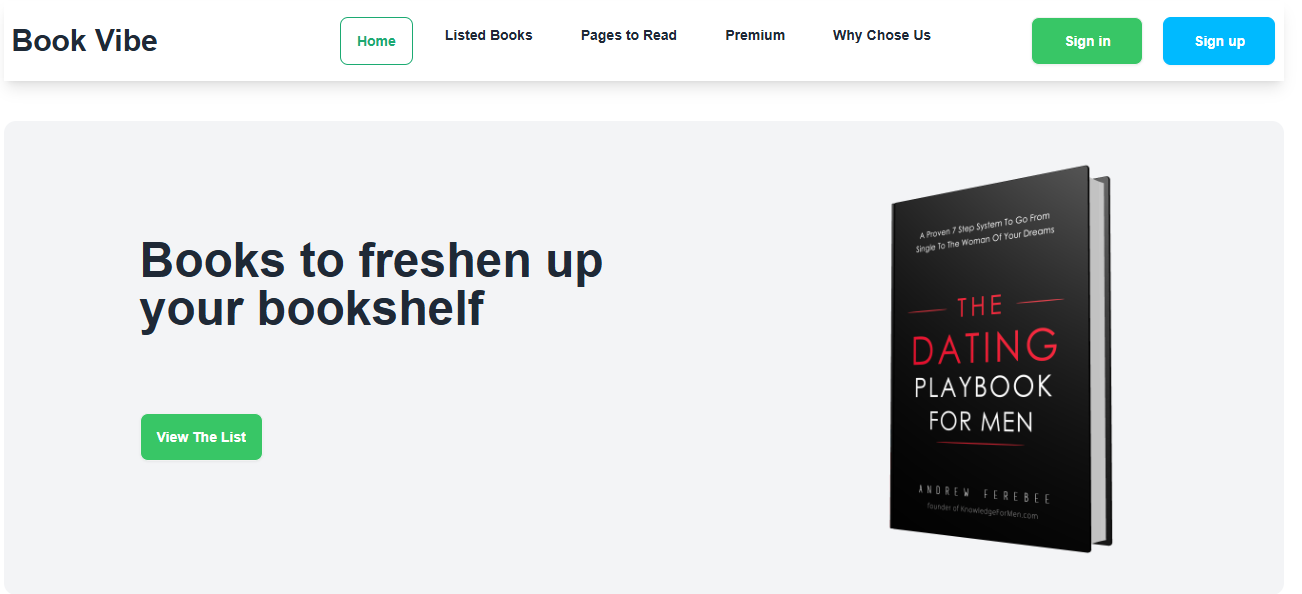 Book Vibe
Home
Listed Books
Pages to Read
Premium
Why Chose Us
Sign in
Sign up
Books to freshen up
your bookshelf
View The List
A Proven 7 Step System To Go From
Single To The Woman Of Your Dreams
THE
DATING
PLAYBOOK
FOR MEN
ANDREW FEREBEE
founder of KnowledgeForMen.com